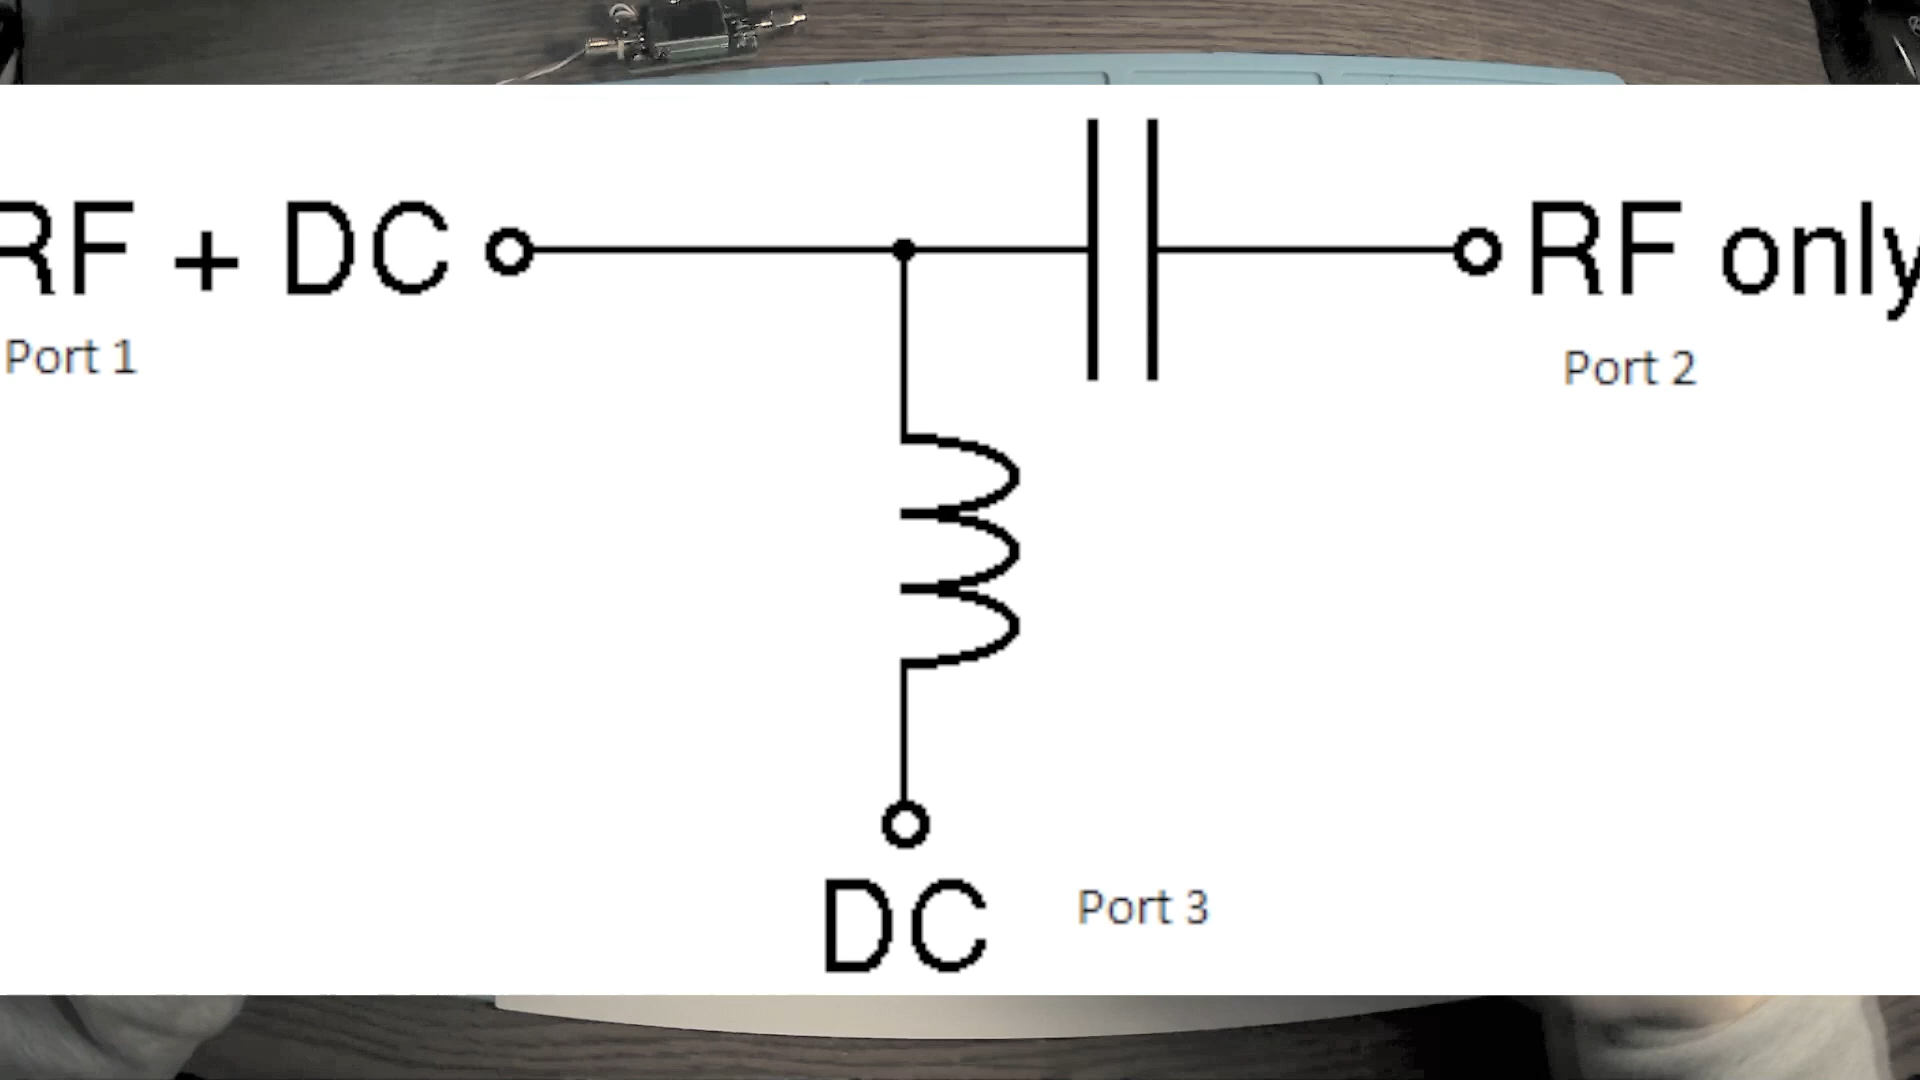 RF + DC
RF only
Port 1
Port 2
DC
Port 3